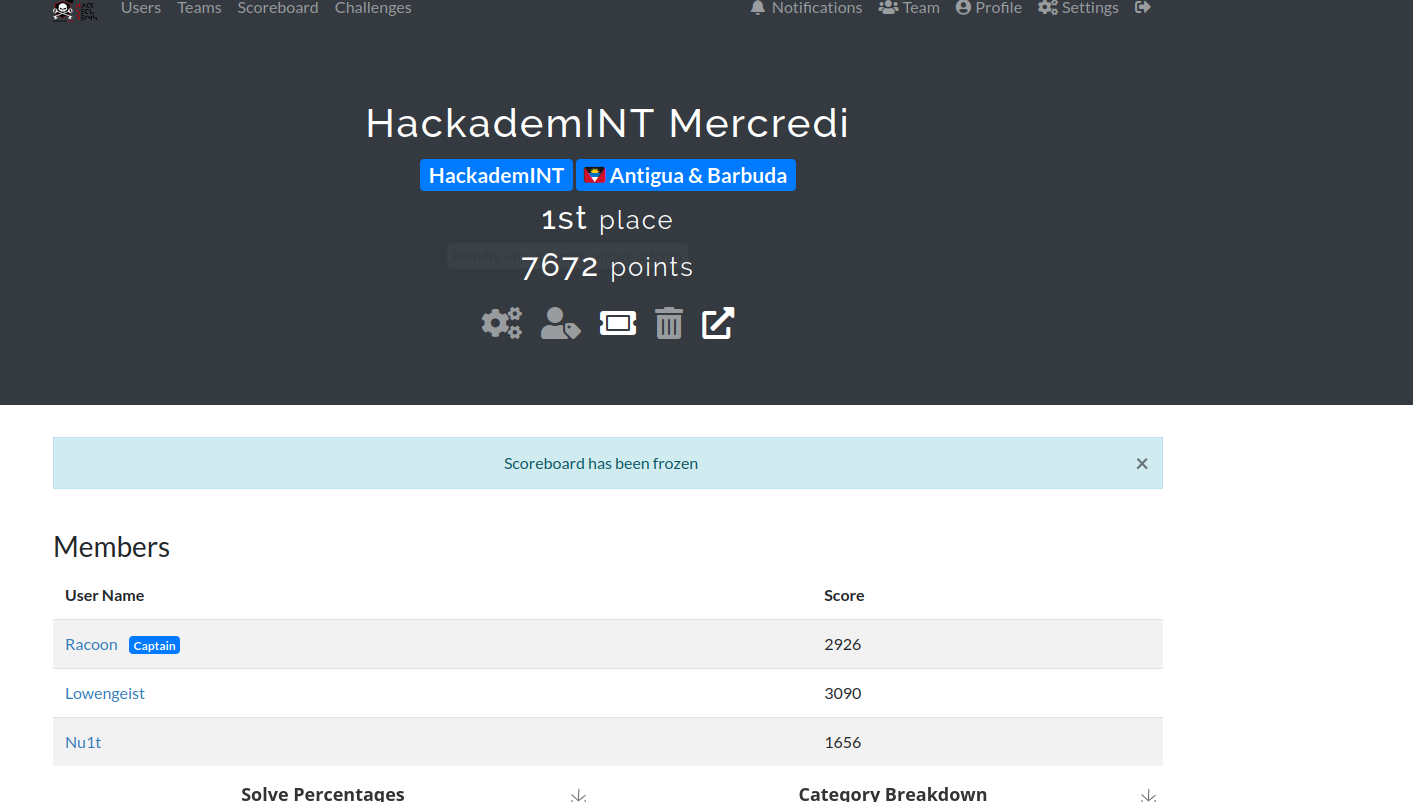 Users Teams Scoreboard Challenges Notifications Team Profile Settings
HackademINT Mercredi
HackademINT Antigua & Barbuda
1st place
7672 points
Scoreboard has been frozen ×
Members
User Name Score
Racoon Captain 2926
Lowengeist 3090
Nu1t 1656
Solve Percentages Category Breakdown